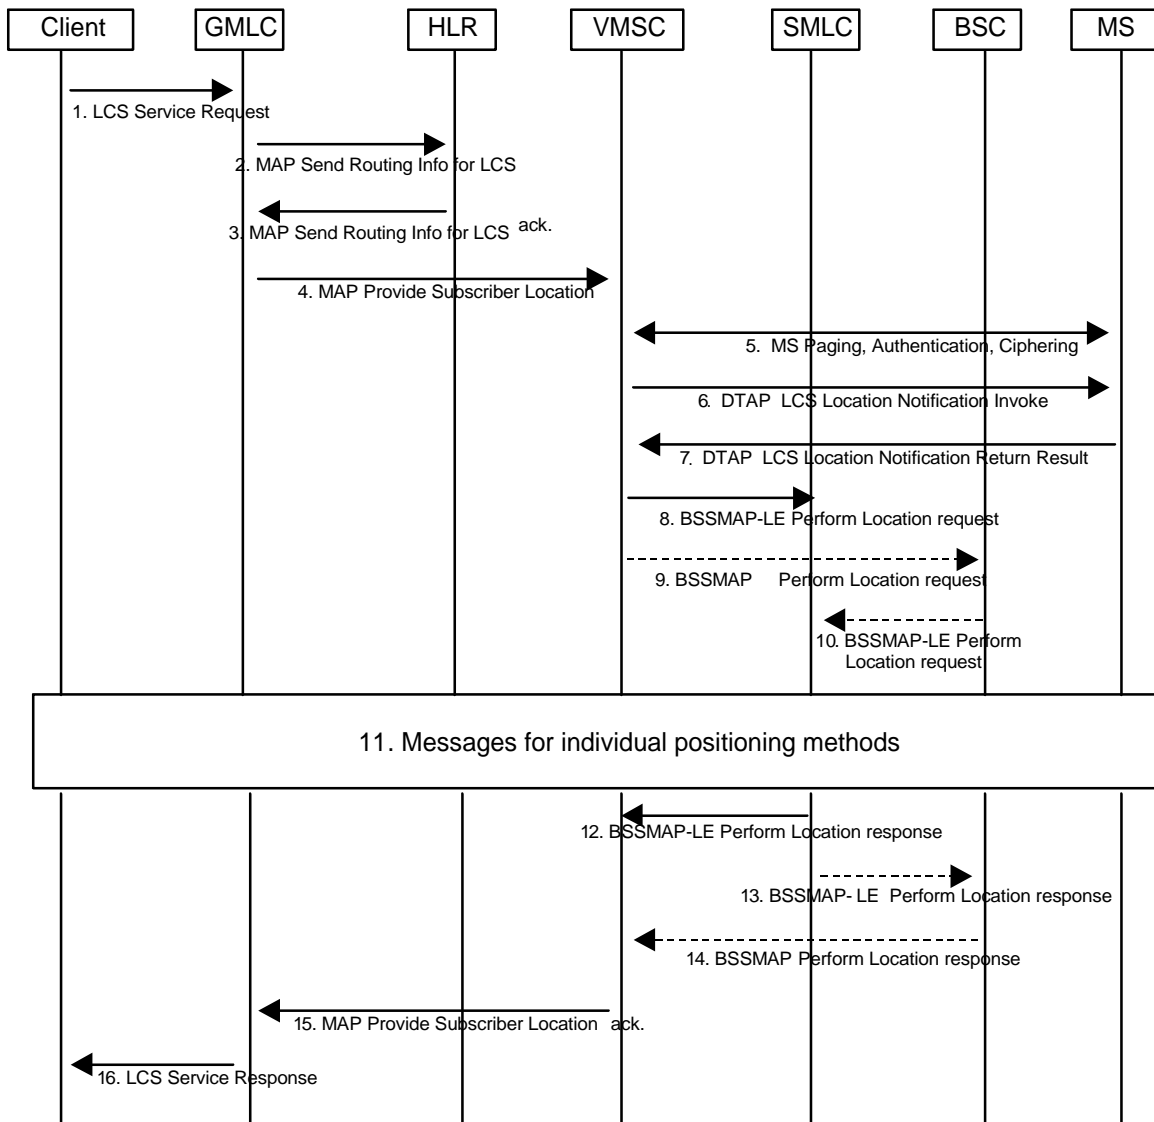 Client GMLC HLR VMSC SMLC BSC MS
1. LCS Service Request
2. MAP Send Routing Info for LCS
3. MAP Send Routing Info for LCS ack.
4. MAP Provide Subscriber Location
5. MS Paging, Authentication, Ciphering
6. DTAP LCS Location Notification Invoke
7. DTAP LCS Location Notification Return Result
8. BSSMAP-LE Perform Location request
9. BSSMAP Perform Location request
10. BSSMAP-LE Perform
Location request
11. Messages for individual positioning methods
12. BSSMAP-LE Perform Location response
13. BSSMAP- LE Perform Location response
14. BSSMAP Perform Location response
15. MAP Provide Subscriber Location ack.
16. LCS Service Response